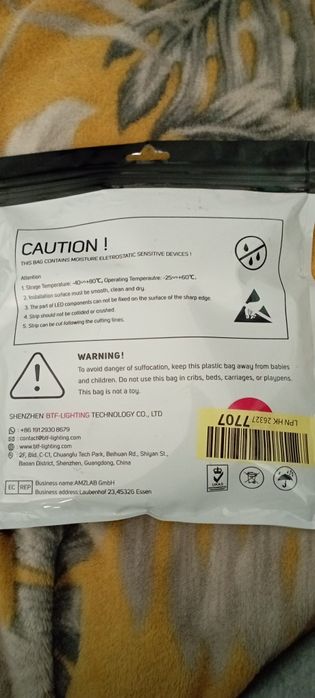 CAUTION !
THIS BAG CONTAINS MOISTURE ELETROSTATIC SENSITIVE DEVICES !
Attention
1. Strage Temperature: -40~+80℃, Operating Temperautre: -25~+60℃,
2. Installation surface must be smooth, clean and dry.
3. The part of LED components can not be fixed on the surface of the sharp edge.
4. Strip should not be collided or crushed.
5. Strip can be cut following the cutting lines.
WARNING!
To avoid danger of suffocation, keep this plastic bag away from babies
and children. Do not use this bag in cribs, beds, carriages, or playpens.
This bag is not a toy.
SHENZHEN BTF-LIGHTING TECHNOLOGY CO., LTD
+86 191 2930 8679
contact@btf-lighting.com
www.btf-lighting.com
2F, Bld, C-C1, Chuangfu Tech Park, Beihuan Rd., Shiyan St.,
Baoan District, Shenzhen, Guangdong, China
LPN HK 26327
7707
UKAS
EC REP
Business name: AMZLAB GmbH
Business address: Laubenhof 23, 45326 Essen